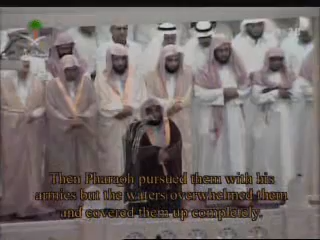 Then Pharaoh pursued them with his
armies but the waters overwhelmed them
and covered them up completely.